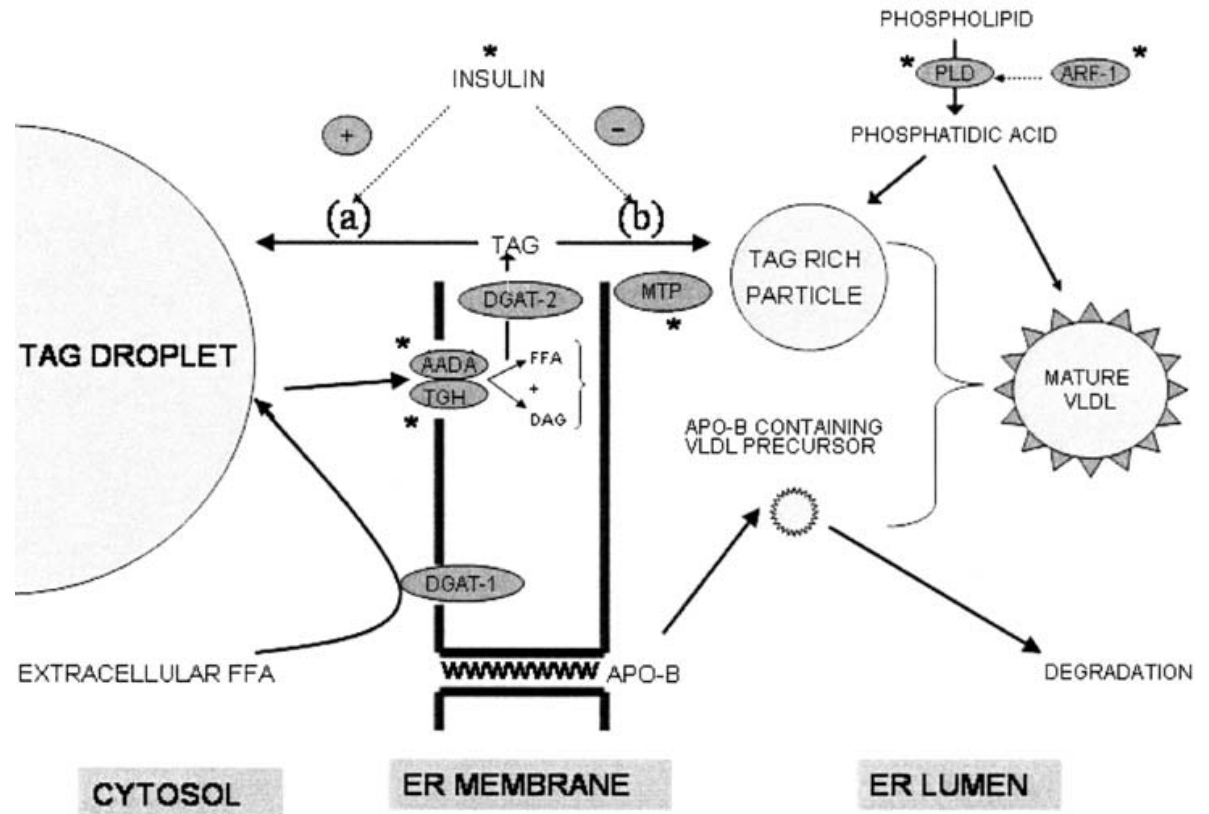 PHOSPHOLIPID
*
INSULIN
* PLD
ARF-1 *
+
-
PHOSPHATIDIC ACID
(a)
(b)
TAG
TAG RICH
PARTICLE
DGAT-2
MTP
*
TAG DROPLET
* AADA
TGH
*
FFA
+
DAG
MATURE
VLDL
APO-B CONTAINING
VLDL PRECURSOR
DGAT-1
EXTRACELLULAR FFA
APO-B
DEGRADATION
CYTOSOL
ER MEMBRANE
ER LUMEN